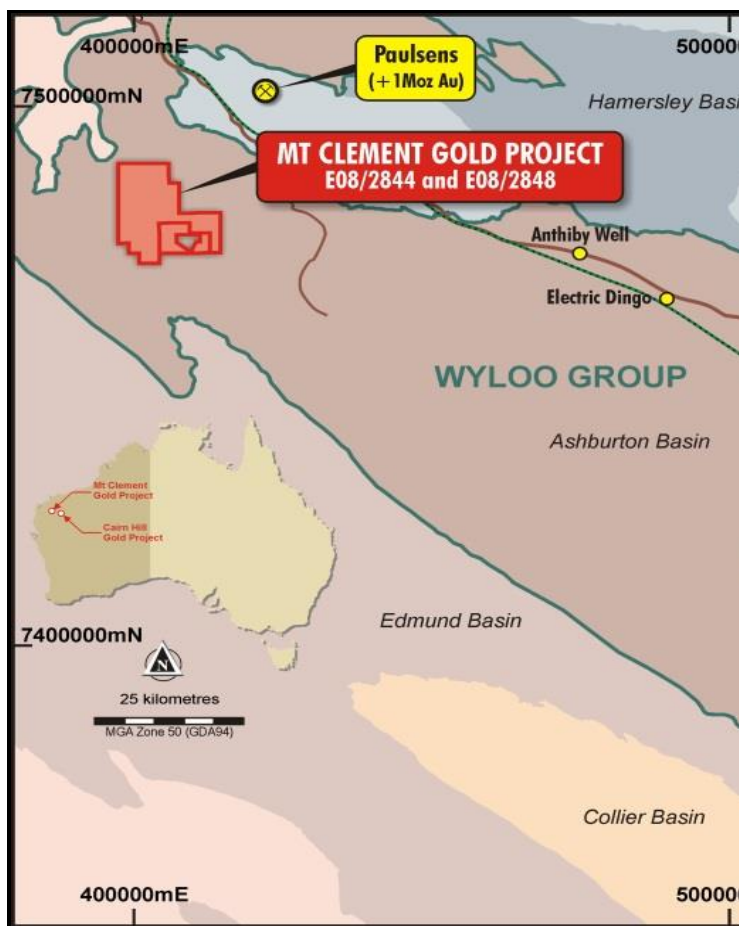 400000mE
50000
Paulsens
(+1Moz Au)
7500000mN
Hamersley Basi
MT CLEMENT GOLD PROJECT
E08/2844 and E08/2848
Anthiby Well
Electric Dingo
WYLOO GROUP
Ashburton Basin
Mt Clement
Gold Project
Cairn Hill
Gold Project
Edmund Basin
7400000mN
N
25 kilometres
MGA Zone 50 (GDA94)
Collier Basin
400000mE
50000